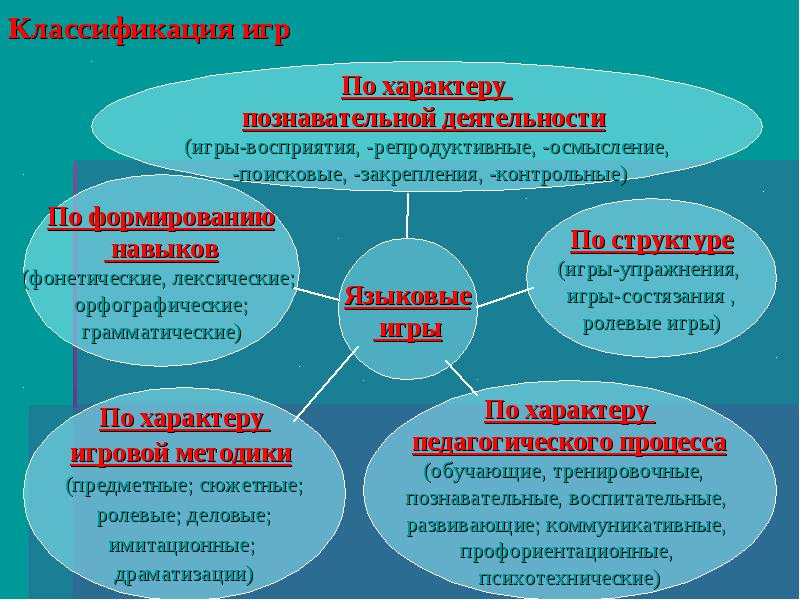 Классификация игр
По характеру
познавательной деятельности
(игры-восприятия, -репродуктивные, -осмысление,
-поисковые, -закрепления, -контрольные)
По формированию
навыков
(фонетические, лексические;
орфографические;
грамматические)
По структуре
(игры-упражнения,
игры-состязания ,
ролевые игры)
Языковые
игры
По характеру
игровой методики
(предметные; сюжетные;
ролевые; деловые;
имитационные;
драматизации)
По характеру
педагогического процесса
(обучающие, тренировочные,
познавательные, воспитательные,
развивающие; коммуникативные,
профориентационные,
психотехнические)